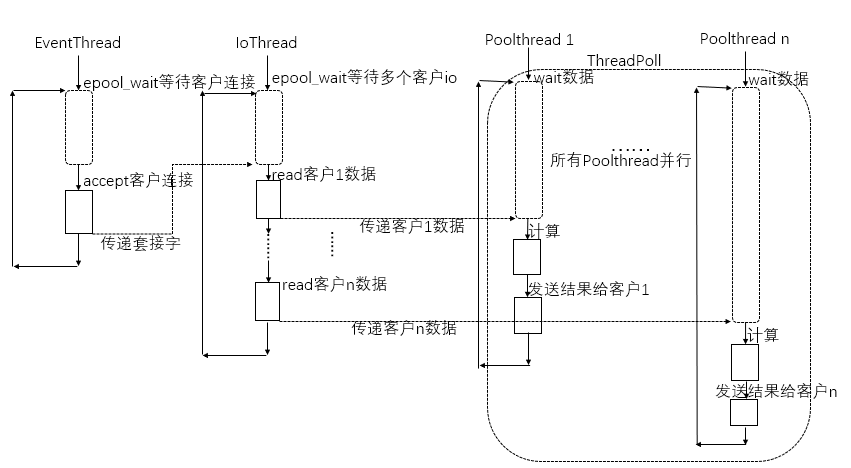 EventThread
IoThread
Poolthread 1
Poolthread n
ThreadPoll
epool_wait等待客户连接
epool_wait等待多个客户io
wait数据
wait数据
......
所有Poolthread并行
accept客户连接
read客户1数据
传递套接字
传递客户1数据
计算
read客户n数据
发送结果给客户1
传递客户n数据
计算
发送结果给客户n